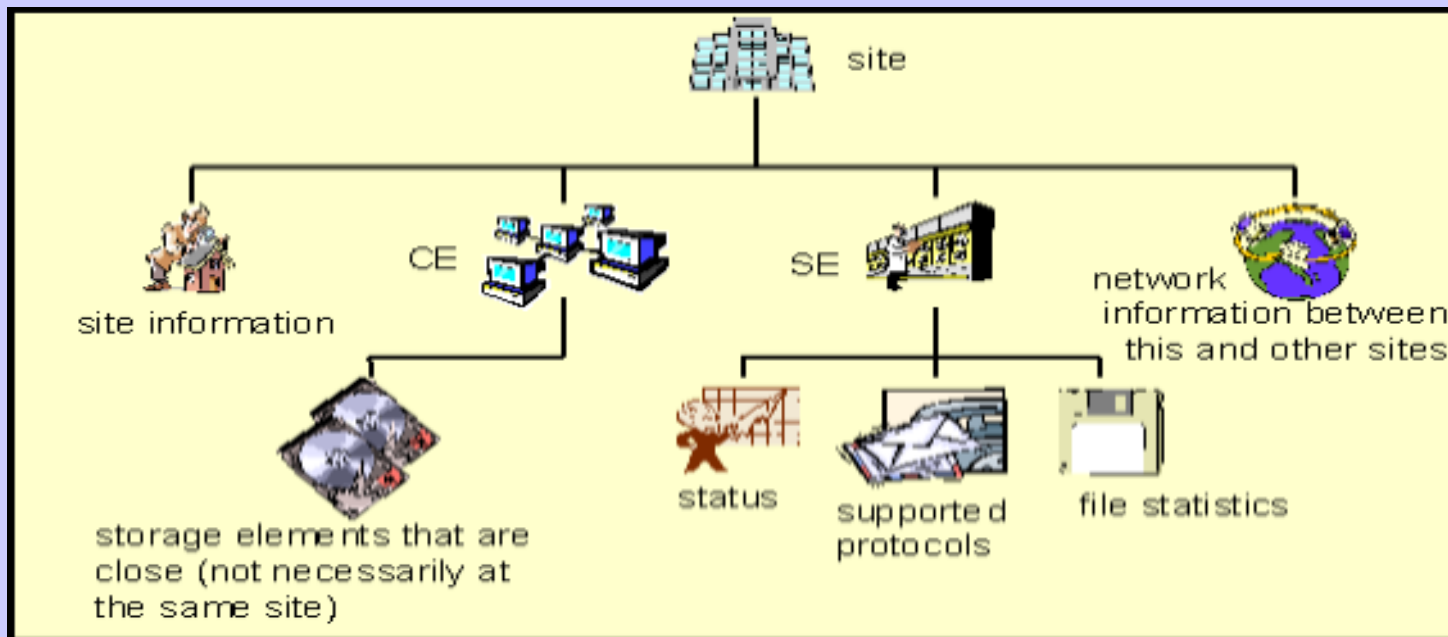 site
CE
SE
site information
network
information between
this and other sites
storage elements that are
close (not necessarily at
the same site)
status
supported
protocols
file statistics